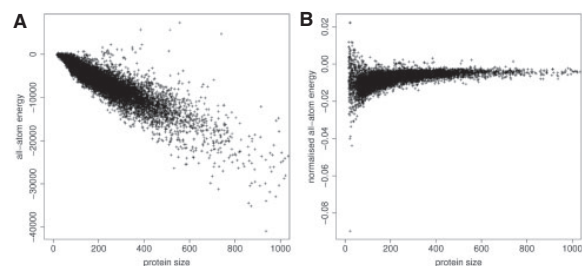 A
all-atom energy
0
-10000
-20000
-30000
-40000
0 200 400 600 800 1000
protein size
B
normalised all-atom energy
0.02
0.00
-0.02
-0.04
-0.06
-0.08
0 200 400 600 800 1000
protein size